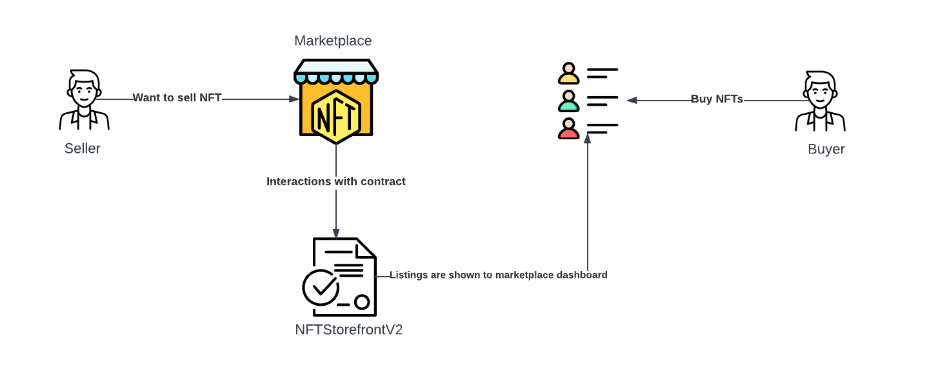 Marketplace
Want to sell NFT
NFT
Buy NFTs
Seller
Buyer
Interactions with contract
Listings are shown to marketplace dashboard
NFTStorefrontV2